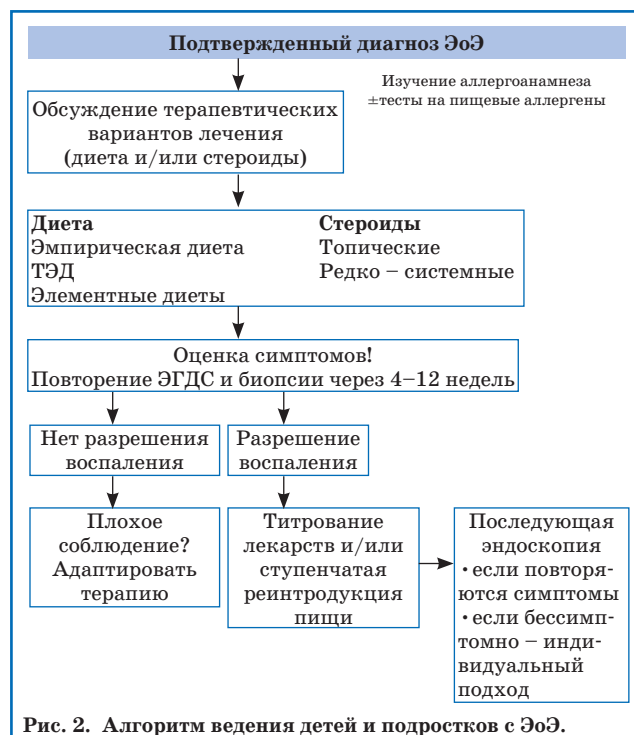 Подтвержденный диагноз ЭоЭ
Изучение аллергоанамнеза
±тесты на пищевые аллергены
Обсуждение терапевтических
вариантов лечения
(диета и/или стероиды)
Диета
Эмпирическая диета
ТЭД
Элементные диеты
Стероиды
Топические
Редко – системные
Оценка симптомов!
Повторение ЭГДС и биопсии через 4–12 недель
Нет разрешения
воспаления
Разрешение
воспаления
Плохое
соблюдение?
Адаптировать
терапию
Титрование
лекарств и/или
ступенчатая
реинтродукция
пищи
Последующая
эндоскопия
• если повторя-
ются симптомы
• если бессимп-
томно – инди-
видуальный
подход
Рис. 2. Алгоритм ведения детей и подростков с ЭоЭ.